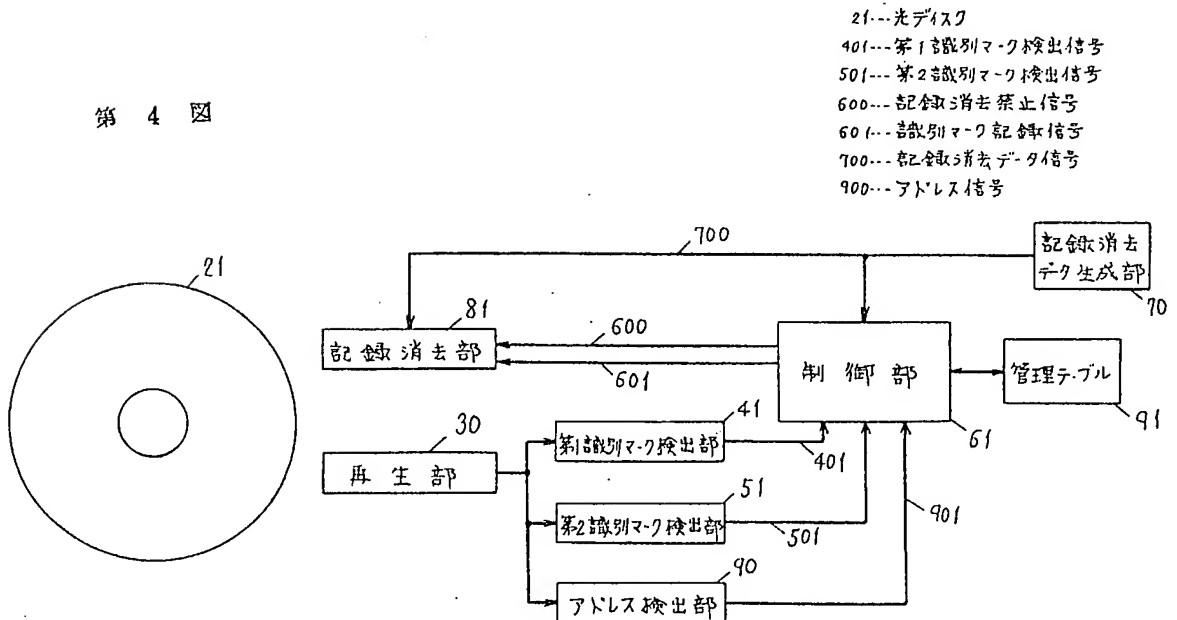 21...光ディスク
401...第1識別マーク検出信号
501...第2識別マーク検出信号
600...記録消去禁止信号
601...識別マーク記録信号
700...記録消去データ信号
900...アドレス信号
第 4 図
700
記録消去
データ生成部
70
21
81
記録消去部
600
601
制御部
61
管理テーブル
91
30
再生部
41
第1識別マーク検出部
401
51
第2識別マーク検出部
501
901
90
アドレス検出部